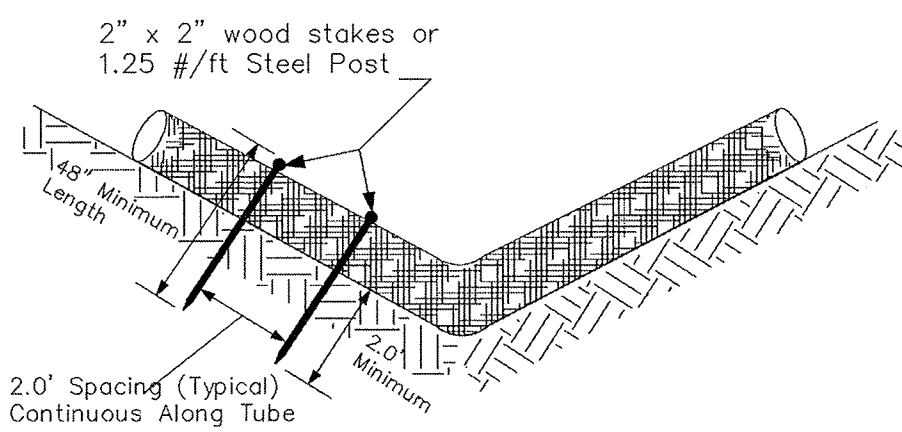 2" x 2" wood stakes or
1.25 #/ft Steel Post
48" Minimum
Length
2.0'
Minimum
2.0' Spacing (Typical)
Continuous Along Tube